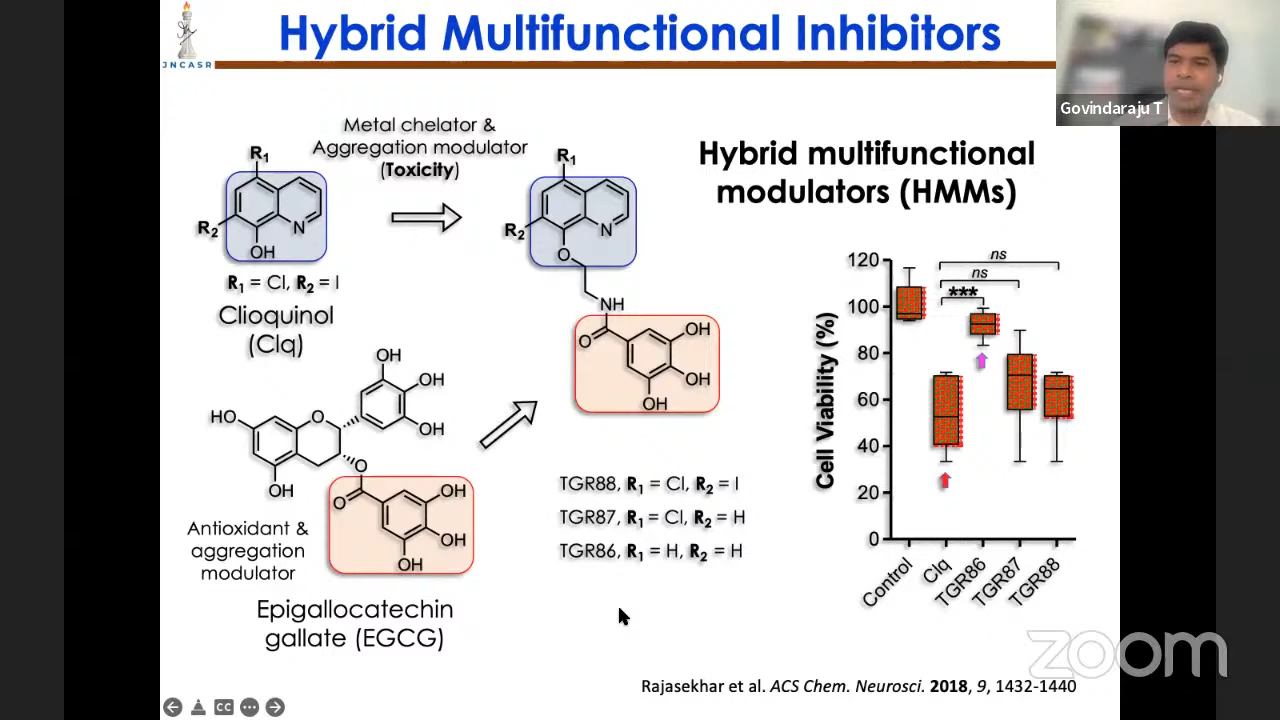 Hybrid Multifunctional Inhibitors
JNCASR
Govindaraju T
Metal chelator &
Aggregation modulator
(Toxicity)
Hybrid multifunctional
modulators (HMMs)
R1
R2
N
OH
R1 = Cl, R2 = I
Clioquinol
(Clq)
R1
R2
N
O
NH
O
OH
OH
OH
OH
OH
OH
HO
O
OH
O
O
OH
OH
OH
Antioxidant &
aggregation
modulator
Epigallocatechin
gallate (EGCG)
TGR88, R1 = Cl, R2 = I
TGR87, R1 = Cl, R2 = H
TGR86, R1 = H, R2 = H
Cell Viability (%)
120
100
80
60
40
20
0
ns
ns
***
Control
Clq
TGR86
TGR87
TGR88
zoom
Rajasekhar et al. ACS Chem. Neurosci. 2018, 9, 1432-1440
CC